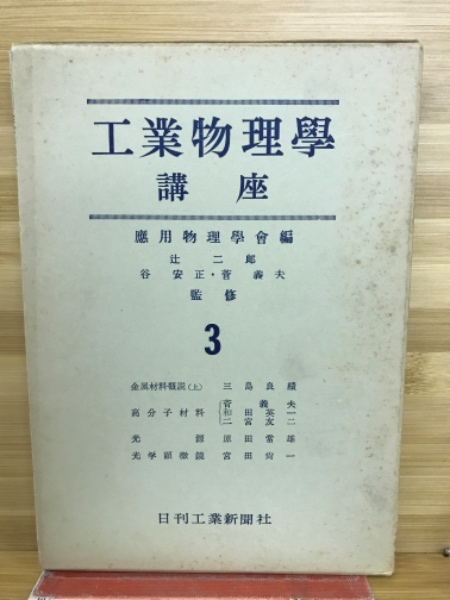 工業物理學
講座
應用物理學會編
辻二郎
谷安正・菅義夫
監修
3
金属材料概説(上) 三島良績
高分子材料 菅義夫
和田英一
二宮友二
光源 原田常雄
光学顕微鏡 宮田尚一
日刊工業新聞社